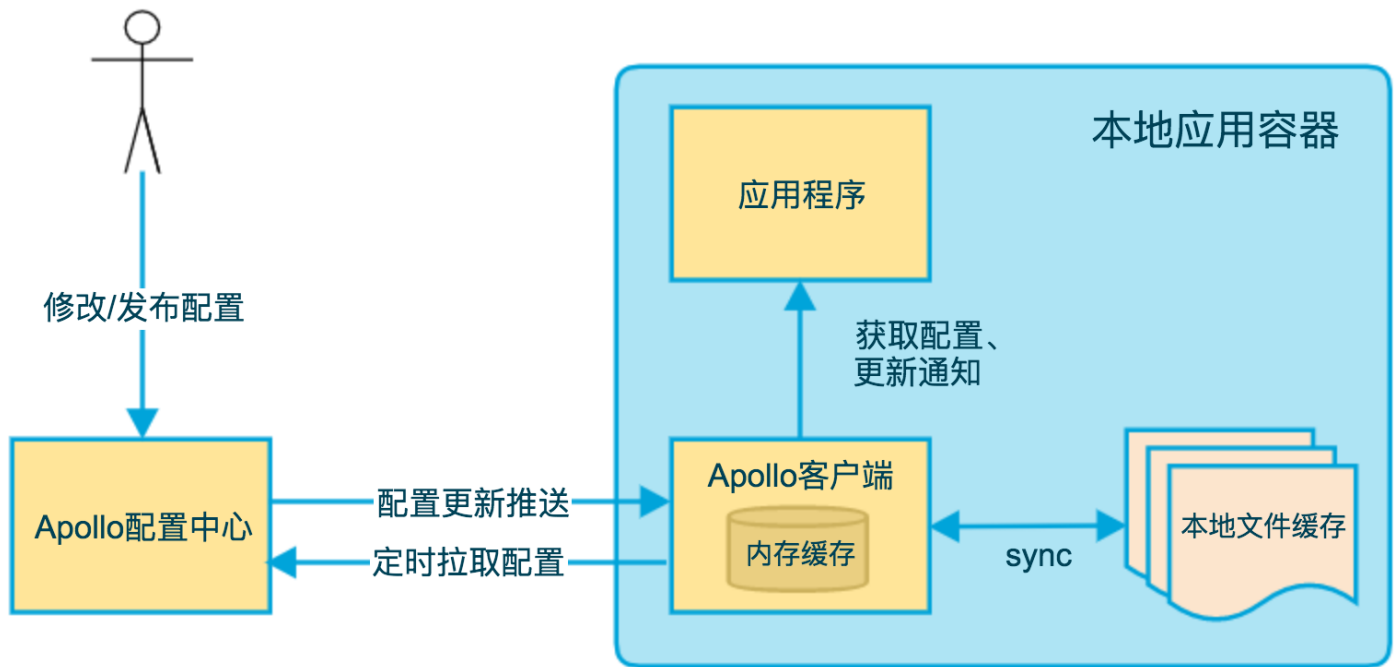 本地应用容器
应用程序
修改/发布配置
获取配置、
更新通知
Apollo配置中心
配置更新推送
定时拉取配置
Apollo客户端
内存缓存
sync
本地文件缓存